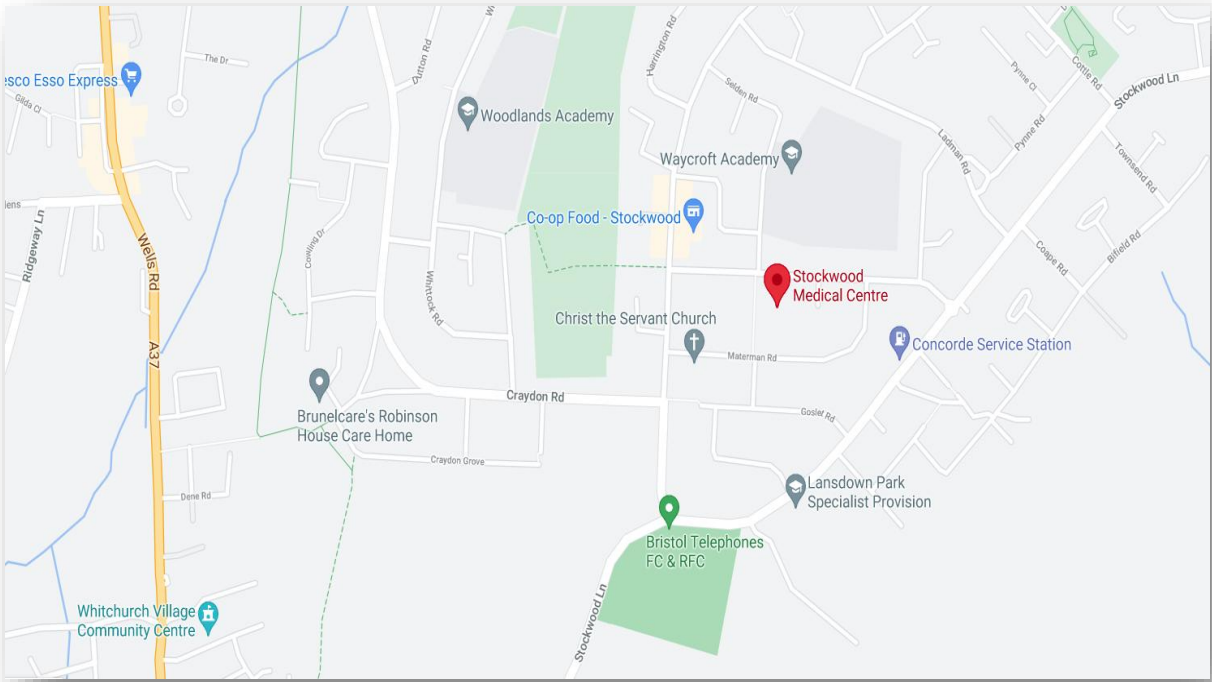 The Dr
esco Esso Express
Gilda Cl
Dutton Rd
Harrington Rd
Woodlands Academy
Selden Rd
Waycroft Academy
Ladman Rd
Pynne Cl
Pynne Rd
Cottle Rd
Stockwood Ln
Townsend Rd
Bifield Rd
Coape Rd
Co-op Food - Stockwood
Ridgeway Ln
Wells Rd
A37
Whittock Rd
Stockwood
Medical Centre
Christ the Servant Church
Materman Rd
Concorde Service Station
Craydon Rd
Gosler Rd
Brunelcare's Robinson
House Care Home
Craydon Grove
Dene Rd
Lansdown Park
Specialist Provision
Bristol Telephones
FC & RFC
Stockwood Ln
Whitchurch Village
Community Centre